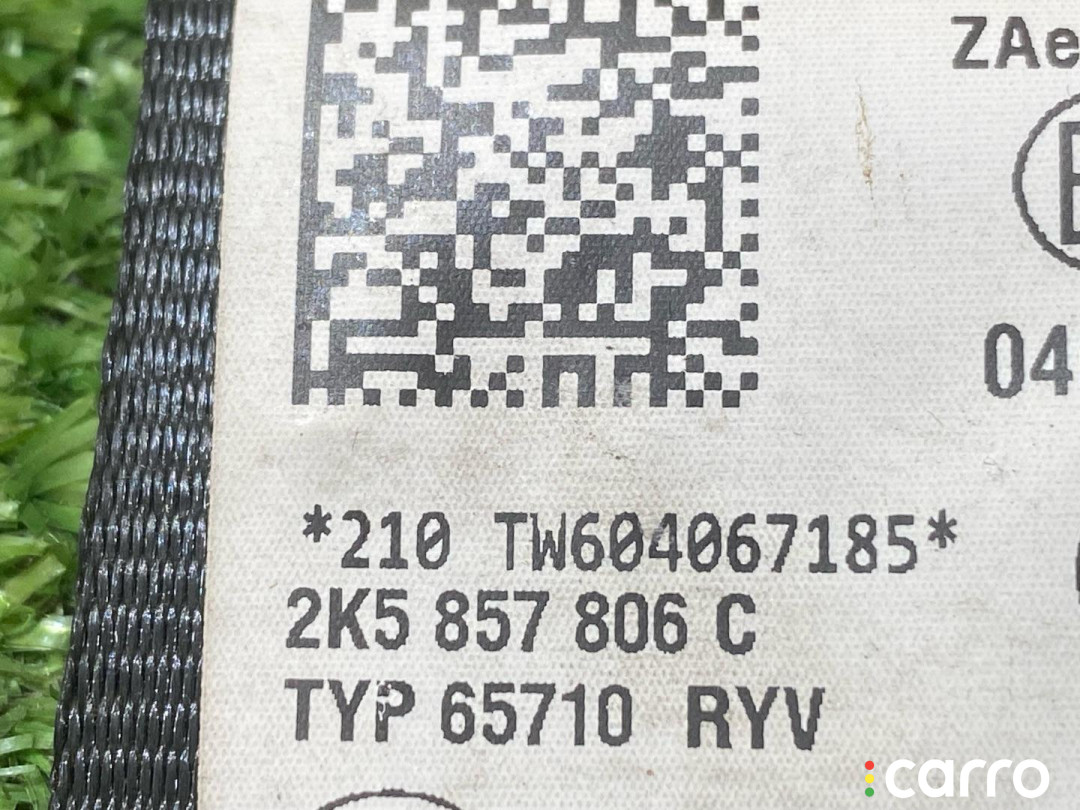 ZAe
E
04
*210 TW604067185*
2K5 857 806 C
TYP 65710 RYV
carro